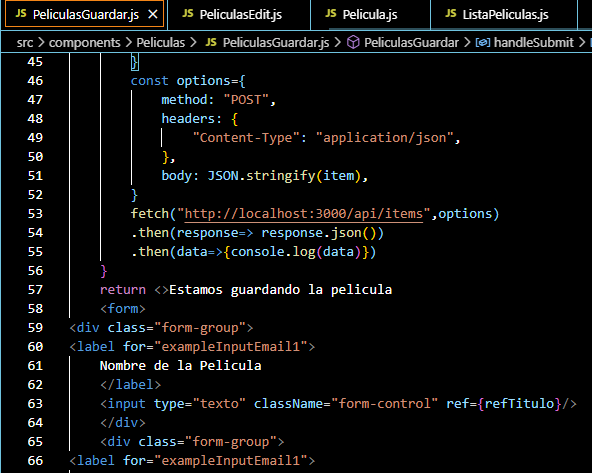 JS PeliculasGuardar.js × JS PeliculasEdit.js JS Pelicula.js JS ListaPeliculas.js
src > components > Peliculas > JS PeliculasGuardar.js > PeliculasGuardar > handleSubmit >
45 }
46 const options={
47 method: "POST",
48 headers: {
49 "Content-Type": "application/json",
50 },
51 body: JSON.stringify(item),
52 }
53 fetch("http://localhost:3000/api/items",options)
54 .then(response=> response.json())
55 .then(data=>{console.log(data)})
56 }
57 return <>Estamos guardando la pelicula
58 <form>
59 <div class="form-group">
60 <label for="exampleInputEmail1">
61 Nombre de la Pelicula
62 </label>
63 <input type="texto" className="form-control" ref={refTitulo}/>
64 </div>
65 <div class="form-group">
66 <label for="exampleInputEmail1">